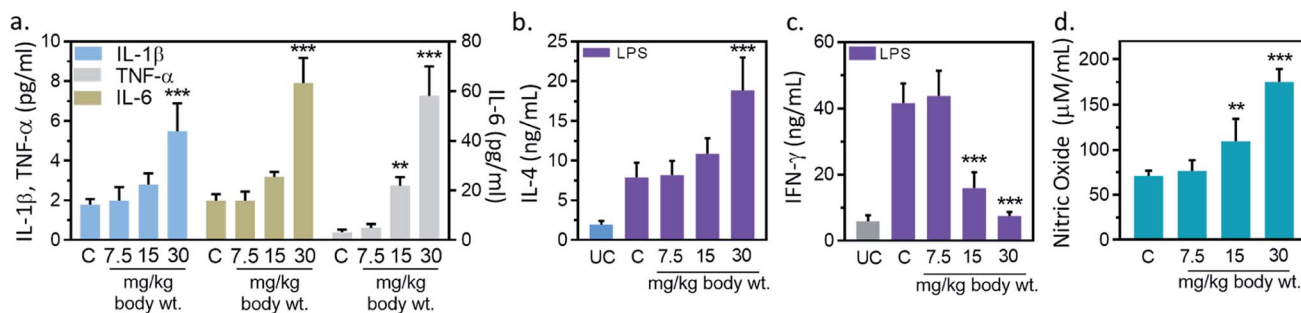 a.
IL-1β, TNF-α (pg/ml)
10
8
6
4
2
0
IL-1β
TNF-α
IL-6
***
***
**
***
80
60
40
20
0
IL-6 (pg/ml)
C 7.5 15 30 C 7.5 15 30 C 7.5 15 30
mg/kg mg/kg mg/kg
body wt. body wt. body wt.
b.
IL-4 (ng/mL)
25
20
15
10
5
0
LPS
***
UC C 7.5 15 30
mg/kg body wt.
c.
IFN-γ (ng/mL)
60
40
20
0
LPS
***
***
UC C 7.5 15 30
mg/kg body wt.
d.
Nitric Oxide (μM/mL)
200
150
100
50
0
**
***
C 7.5 15 30
mg/kg body wt.